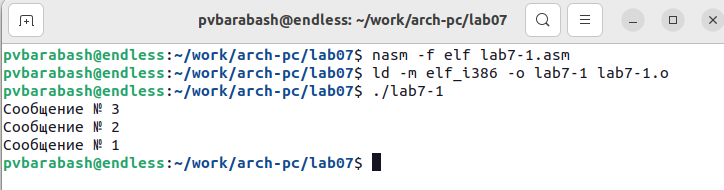 pvbarabash@endless: ~/work/arch-pc/lab07
pvbarabash@endless:~/work/arch-pc/lab07$ nasm -f elf lab7-1.asm
pvbarabash@endless:~/work/arch-pc/lab07$ ld -m elf_i386 -o lab7-1 lab7-1.o
pvbarabash@endless:~/work/arch-pc/lab07$ ./lab7-1
Сообщение № 3
Сообщение № 2
Сообщение № 1
pvbarabash@endless:~/work/arch-pc/lab07$